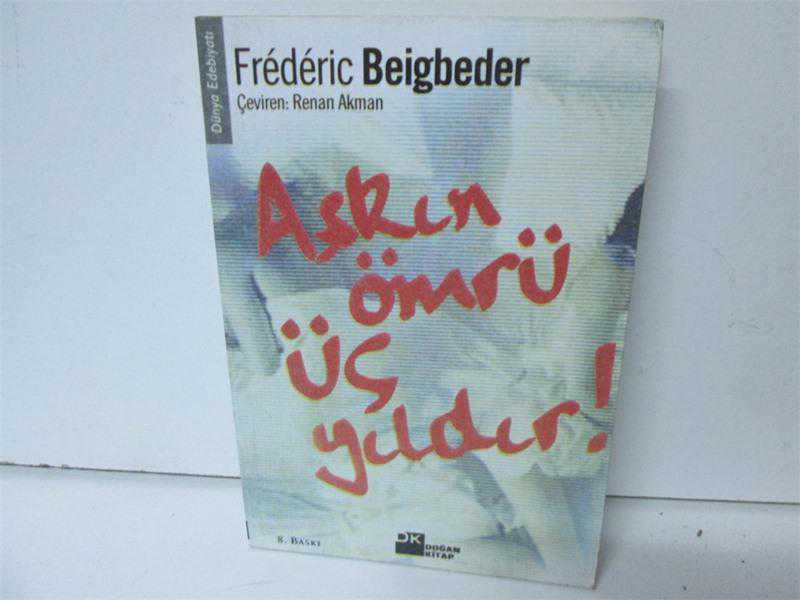 Dünya Edebiyatı
Frédéric Beigbeder
Çeviren: Renan Akman
Aşkın
ömrü
üç
yıldır!
8. BASKI
DK
DOĞAN
KİTAP